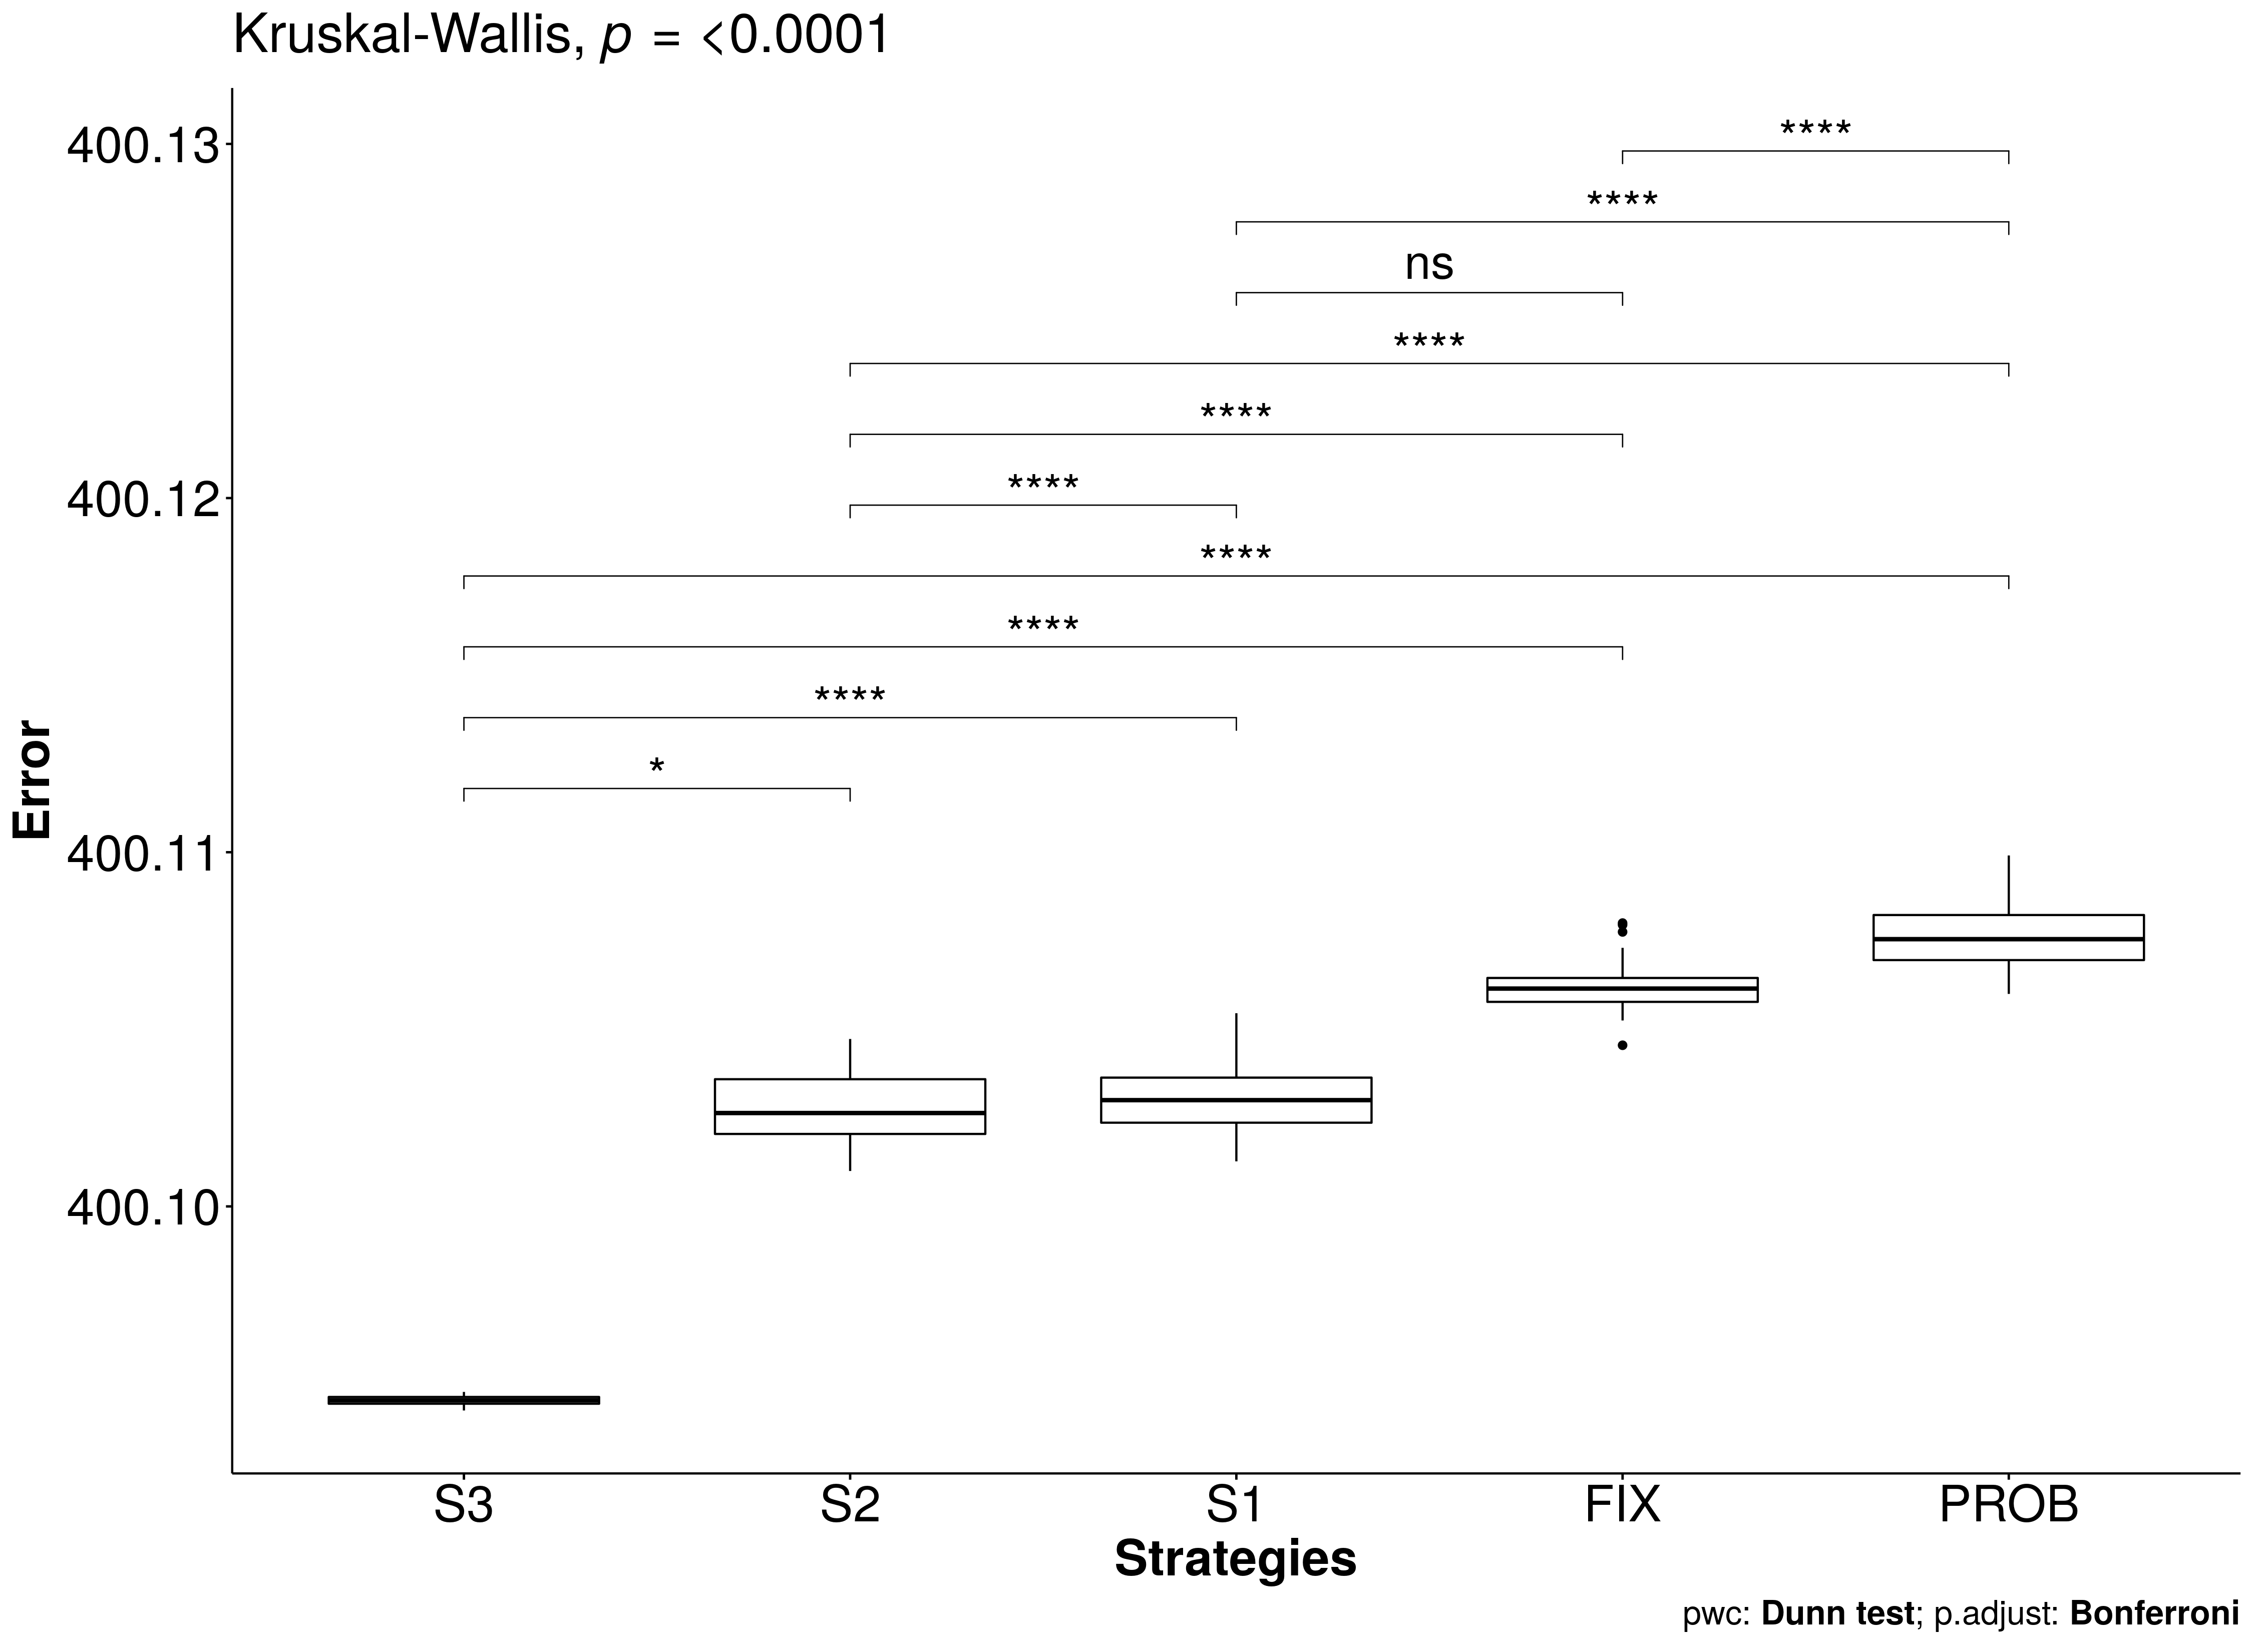 Kruskal-Wallis, p = <0.0001
400.13
400.12
400.11
400.10
Error
****
****
ns
****
****
****
****
****
****
*
S3 S2 S1 FIX PROB
Strategies
pwc: Dunn test; p.adjust: Bonferroni